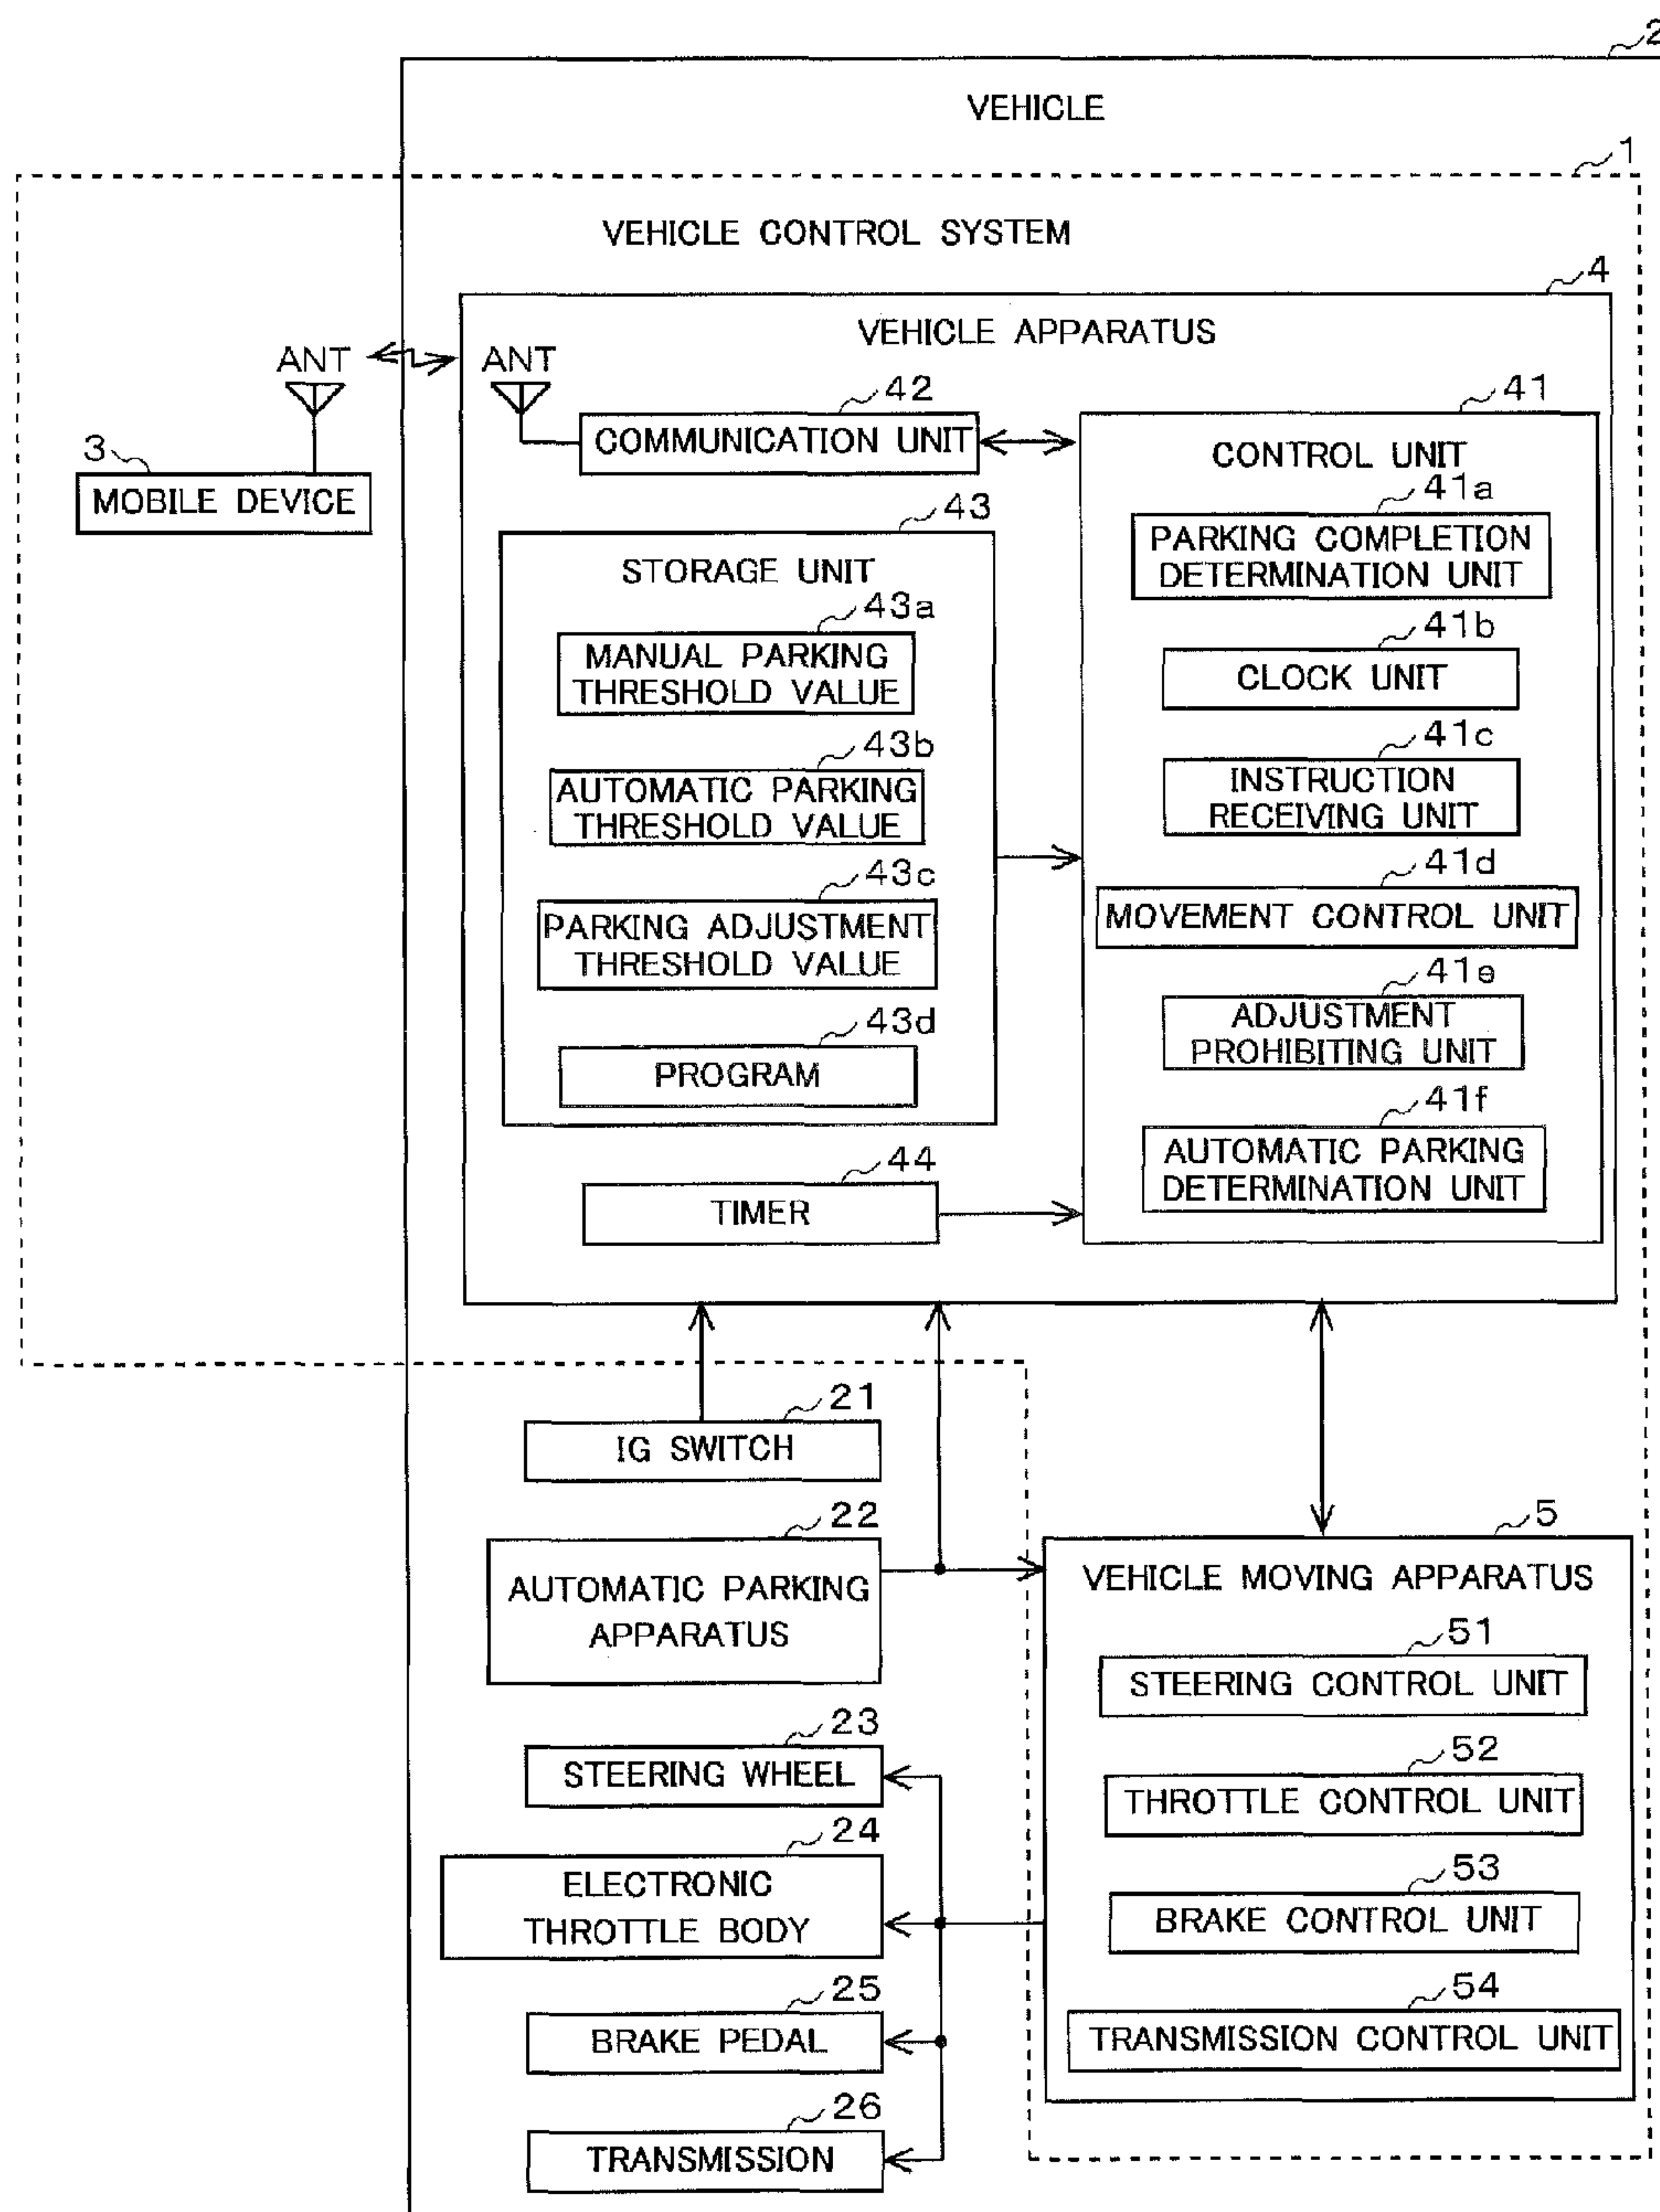 2
VEHICLE
1
VEHICLE CONTROL SYSTEM
4
VEHICLE APPARATUS
ANT
ANT
42
COMMUNICATION UNIT
3
MOBILE DEVICE
41
CONTROL UNIT
41a
PARKING COMPLETION
DETERMINATION UNIT
41b
CLOCK UNIT
41c
INSTRUCTION
RECEIVING UNIT
41d
MOVEMENT CONTROL UNIT
41e
ADJUSTMENT
PROHIBITING UNIT
41f
AUTOMATIC PARKING
DETERMINATION UNIT
43
STORAGE UNIT
43a
MANUAL PARKING
THRESHOLD VALUE
43b
AUTOMATIC PARKING
THRESHOLD VALUE
43c
PARKING ADJUSTMENT
THRESHOLD VALUE
43d
PROGRAM
44
TIMER
21
IG SWITCH
22
AUTOMATIC PARKING
APPARATUS
23
STEERING WHEEL
24
ELECTRONIC
THROTTLE BODY
25
BRAKE PEDAL
26
TRANSMISSION
5
VEHICLE MOVING APPARATUS
51
STEERING CONTROL UNIT
52
THROTTLE CONTROL UNIT
53
BRAKE CONTROL UNIT
54
TRANSMISSION CONTROL UNIT